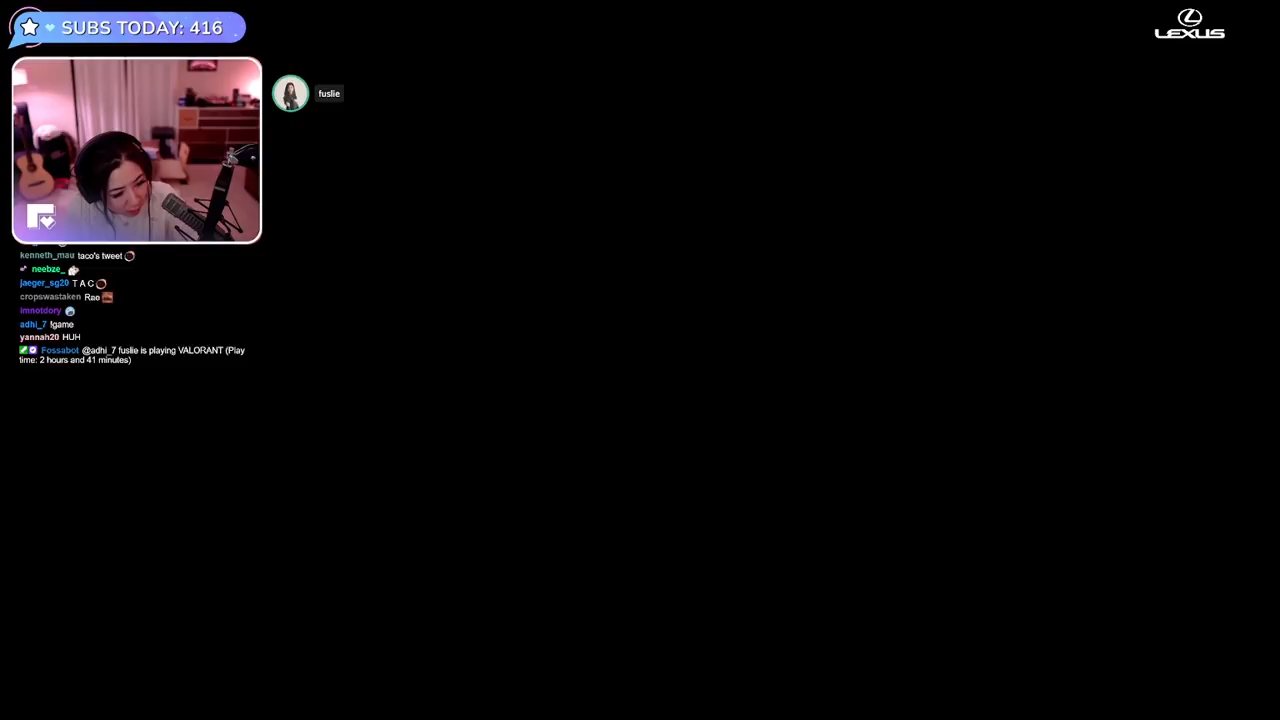 SUBS TODAY: 416
LEXUS
fuslie
kenneth_mau taco's tweet
neebze_
jaeger_sg20 T A C
cropswastaken Rae
imnotdory
adhi_7 !game
yannah20 HUH
Fossabot @adhi_7 fuslie is playing VALORANT (Play
time: 2 hours and 41 minutes)